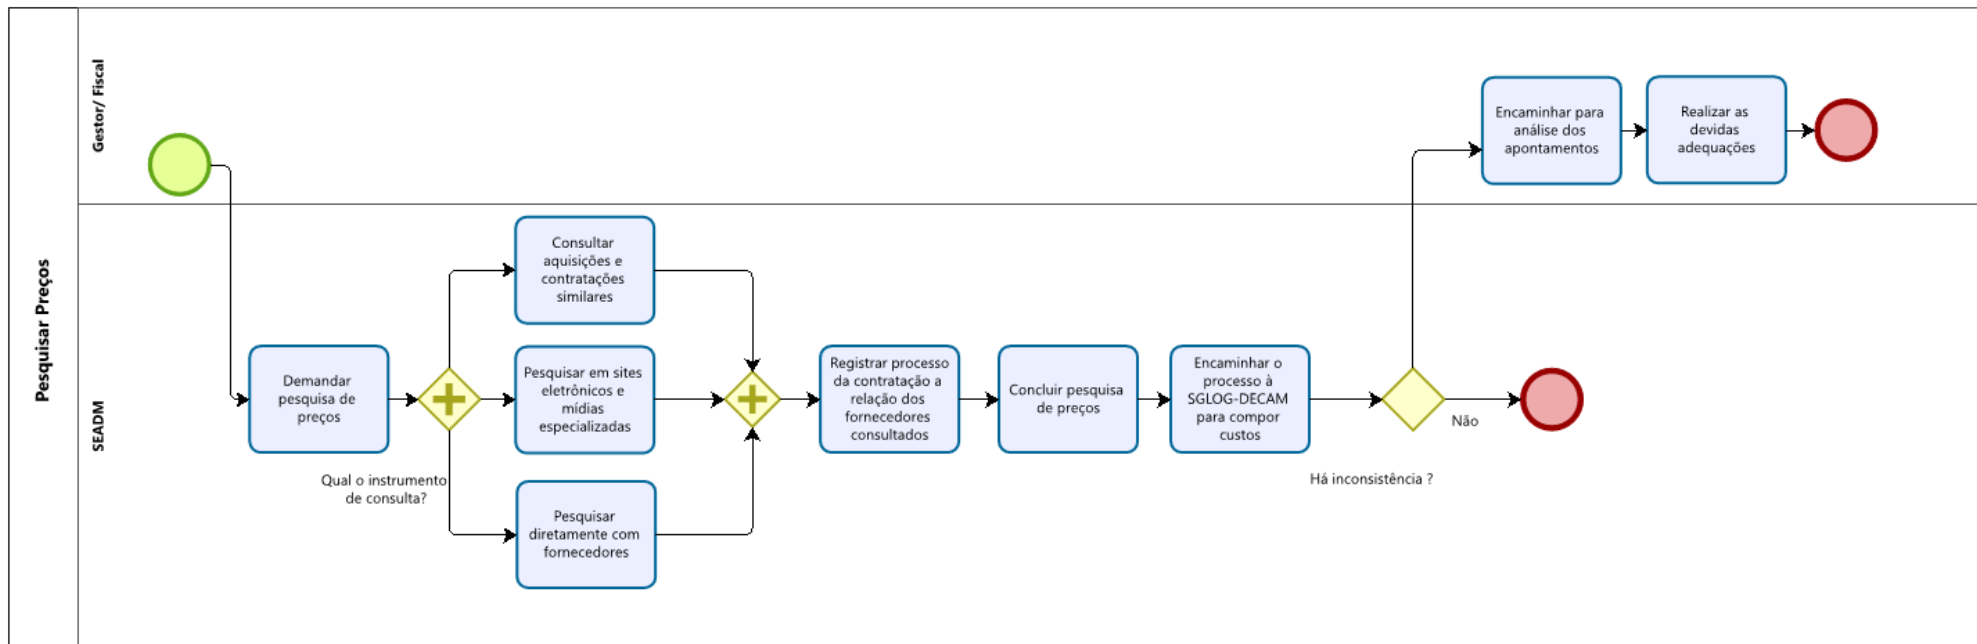 Pesquisar Preços
Gestor/ Fiscal
SEADM
Encaminhar para
análise dos
apontamentos
Realizar as
devidas
adequações
Demandar
pesquisa de
preços
Qual o instrumento
de consulta?
Consultar
aquisições e
contratações
similares
Pesquisar em sites
eletrônicos e
mídias
especializadas
Pesquisar
diretamente com
fornecedores
Registrar processo
da contratação a
relação dos
fornecedores
consultados
Concluir pesquisa
de preços
Encaminhar o
processo à
SGLOG-DECAM
para compor
custos
Há inconsistência ?
Não